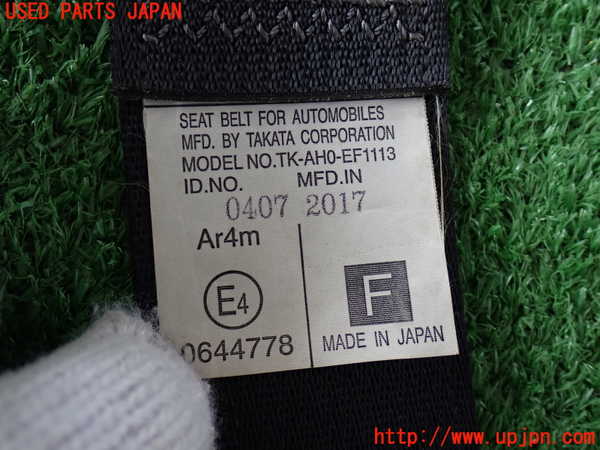 USED PARTS JAPAN
SEAT BELT FOR AUTOMOBILES
MFD. BY TAKATA CORPORATION
MODEL NO.TK-AH0-EF1113
ID.NO. MFD.IN
0407 2017
Ar4m
E4
F
0644778
MADE IN JAPAN
http://www.upjpn.com/